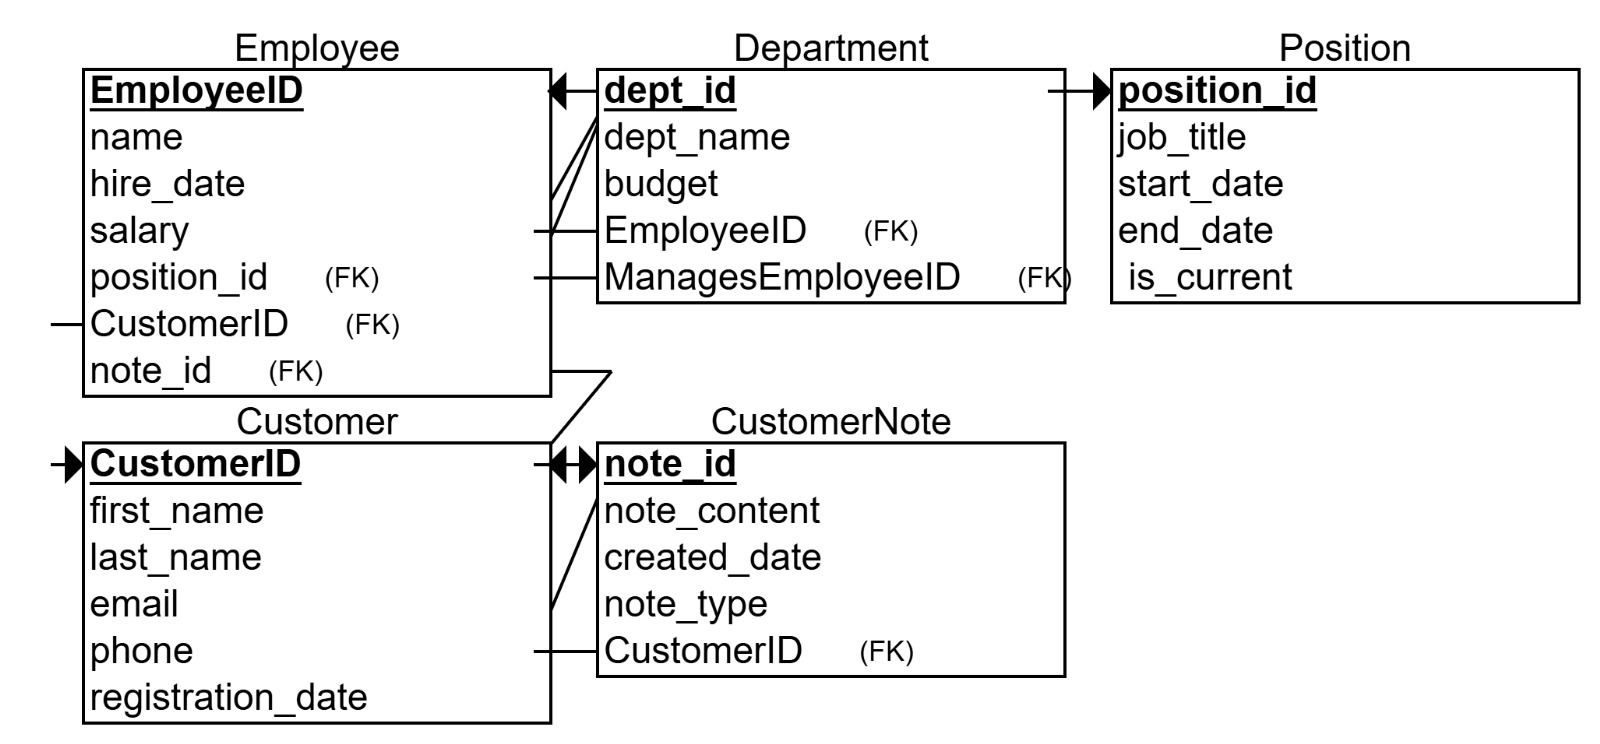 Employee
EmployeeID
name
hire_date
salary
position_id (FK)
CustomerID (FK)
note_id (FK)
Department
dept_id
dept_name
budget
EmployeeID (FK)
ManagesEmployeeID (FK)
Position
position_id
job_title
start_date
end_date
is_current
Customer
CustomerID
first_name
last_name
email
phone
registration_date
CustomerNote
note_id
note_content
created_date
note_type
CustomerID (FK)